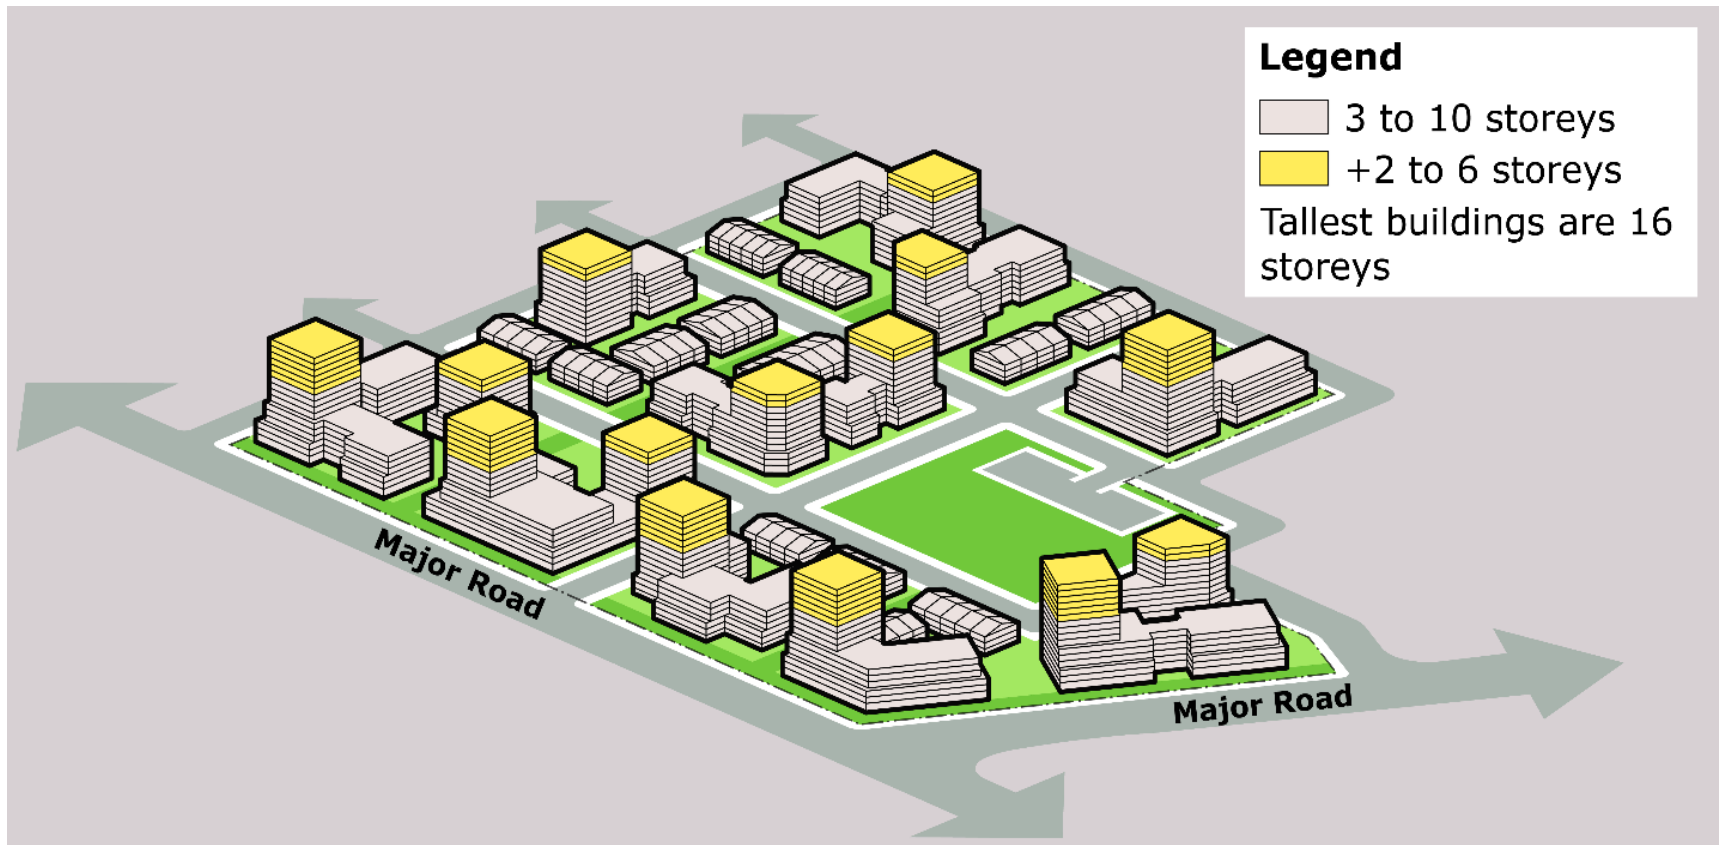 Legend
3 to 10 storeys
+2 to 6 storeys
Tallest buildings are 16
storeys
Major Road
Major Road